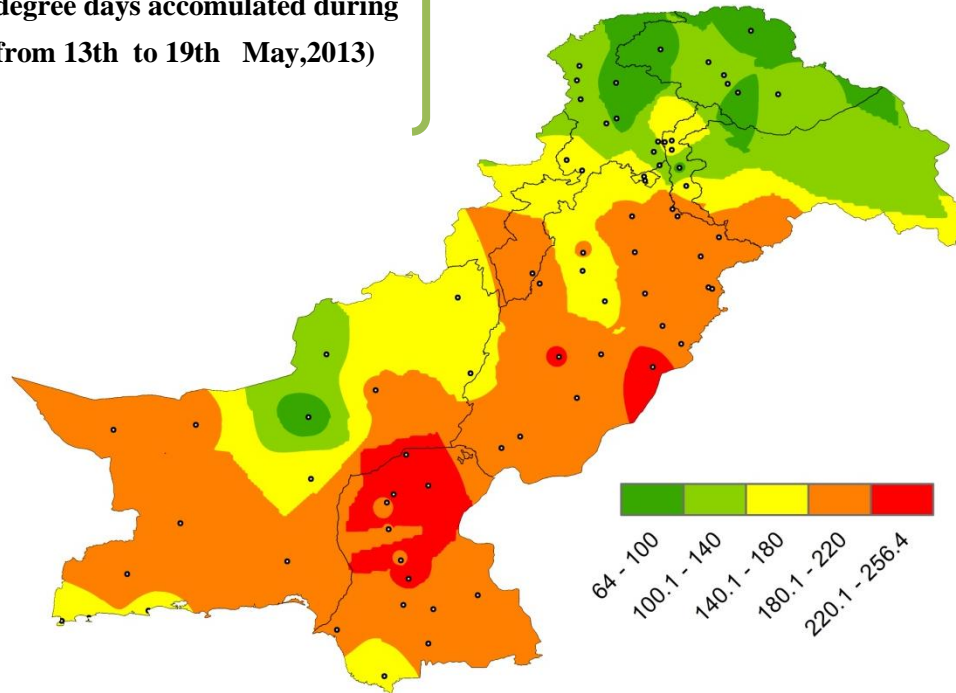 degree days accomulated during
from 13th to 19th May,2013)
64 - 100
100.1 - 140
140.1 - 180
180.1 - 220
220.1 - 256.4